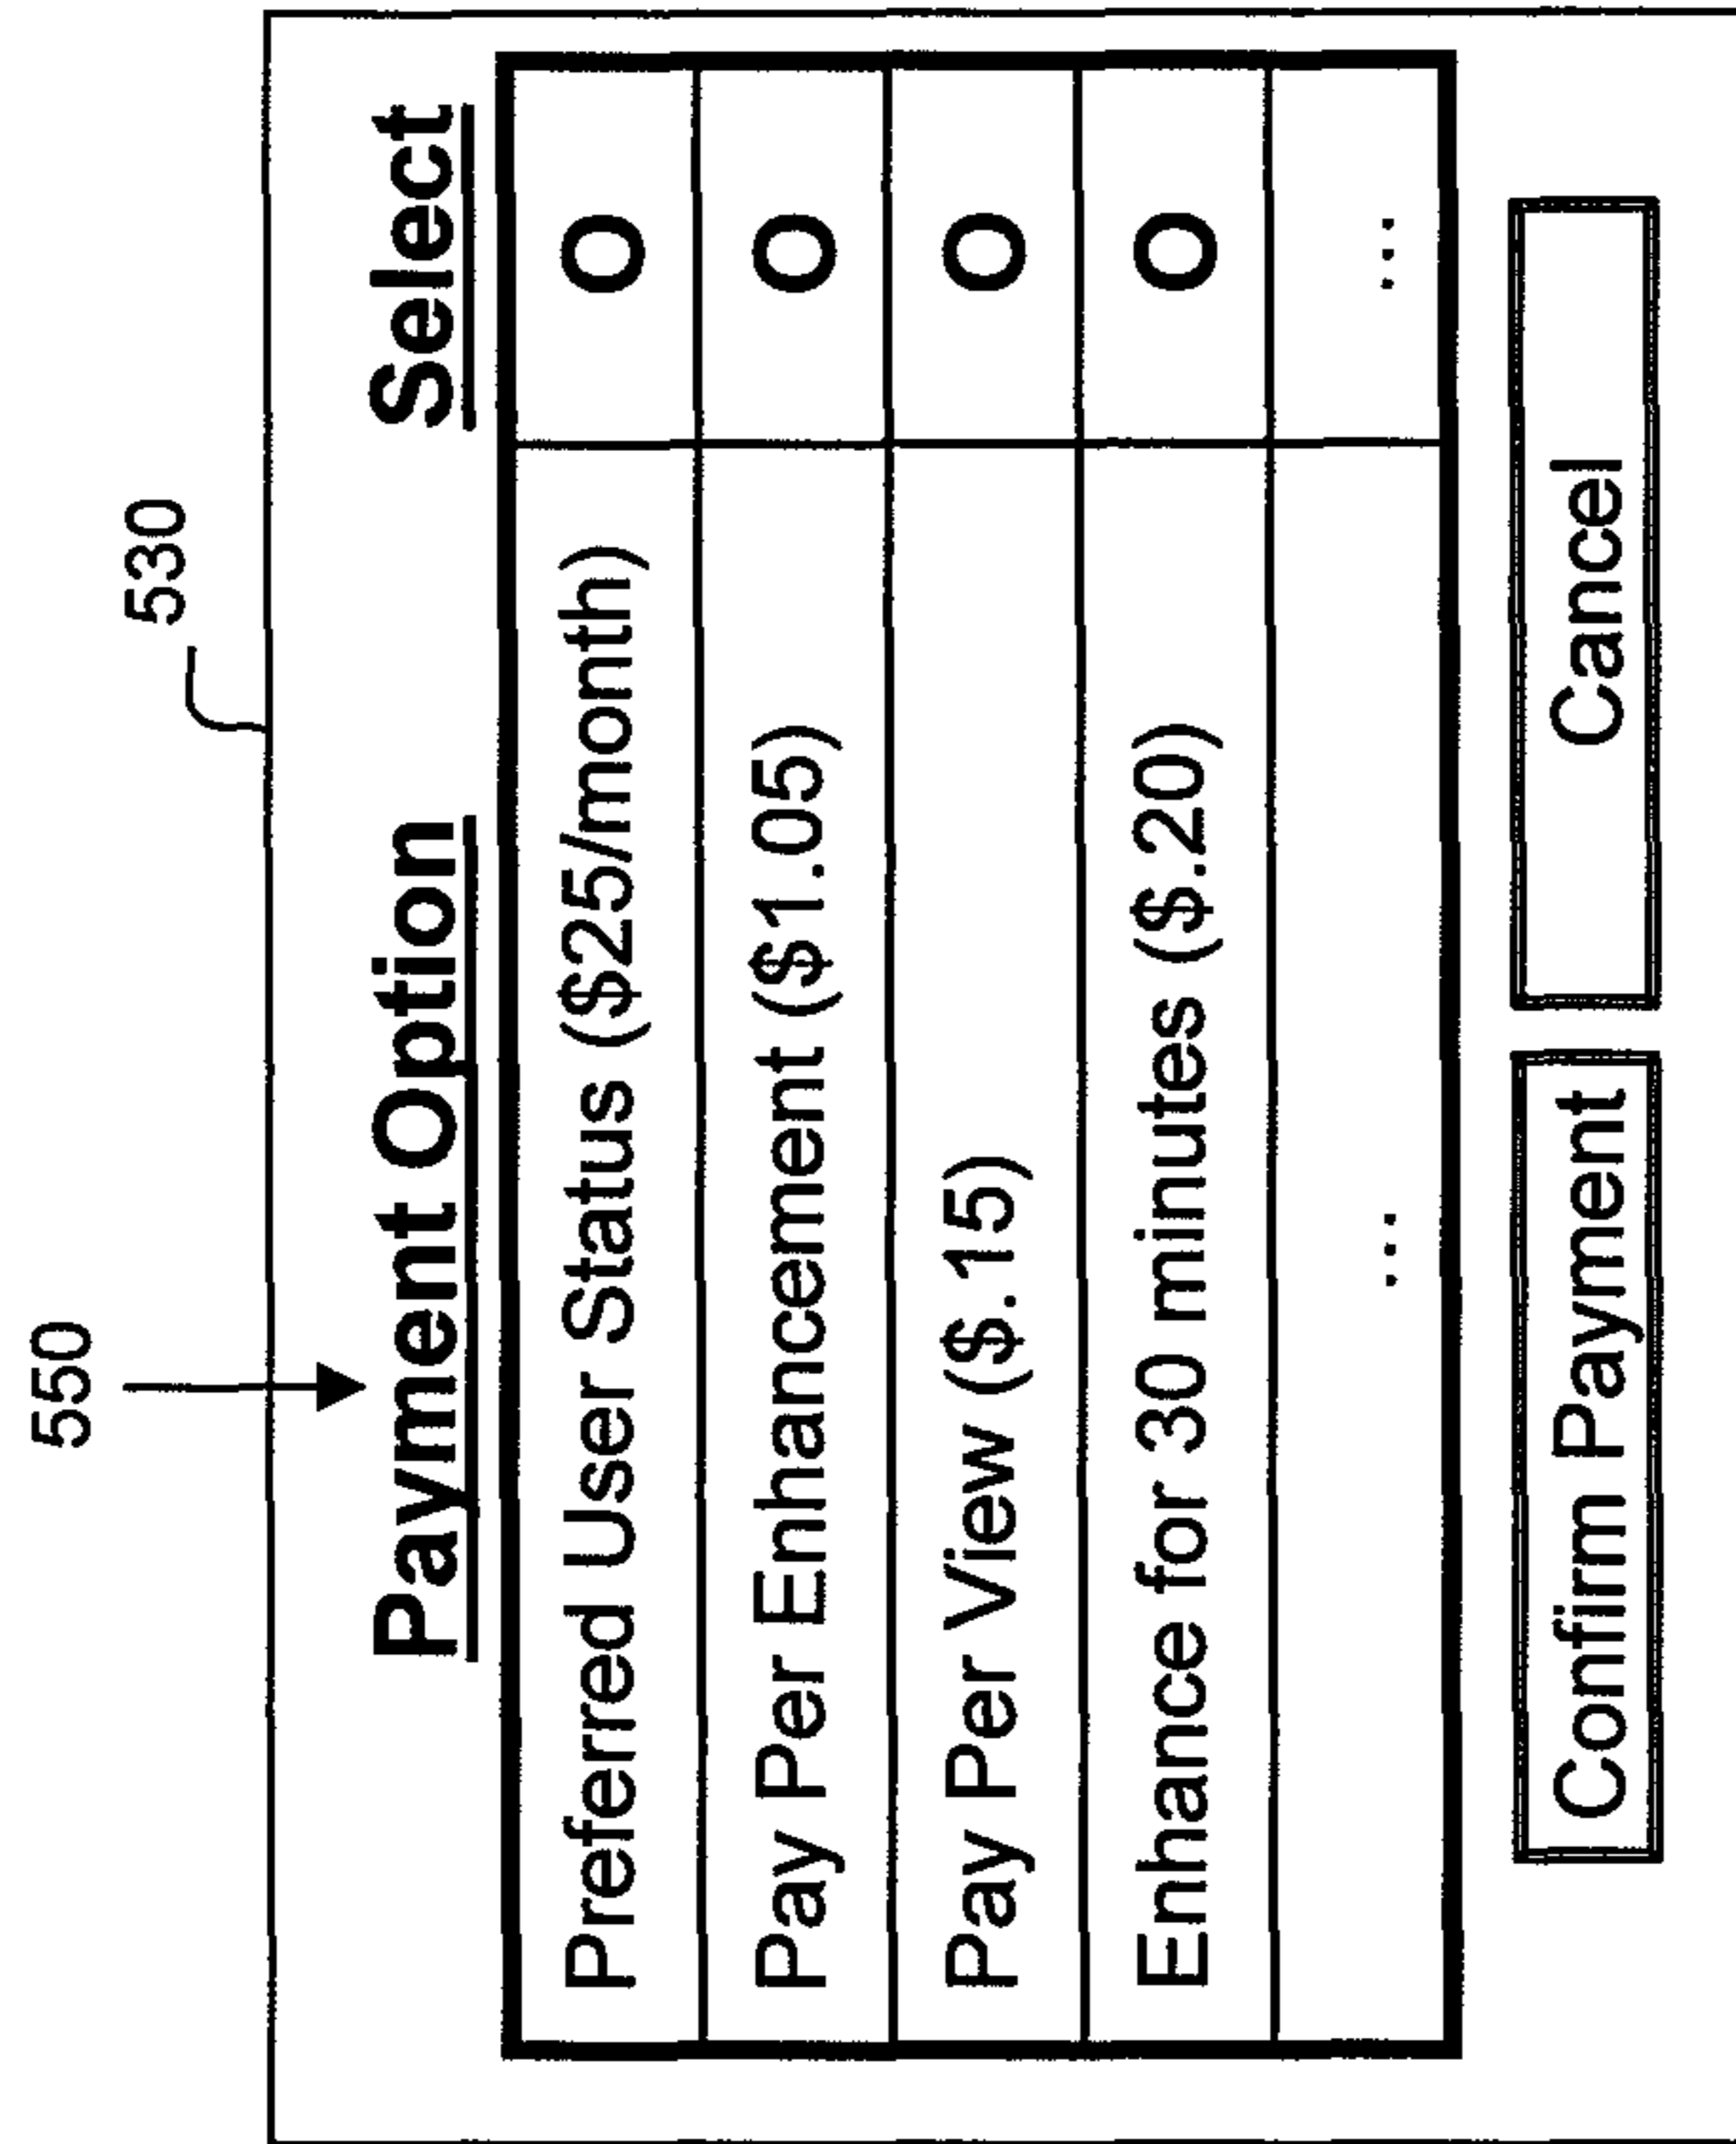 550
530
Payment Option Select
Preferred User Status ($25/month) O
Pay Per Enhancement ($1.05) O
Pay Per View ($.15) O
Enhance for 30 minutes ($.20) O
... ...
Confirm Payment Cancel